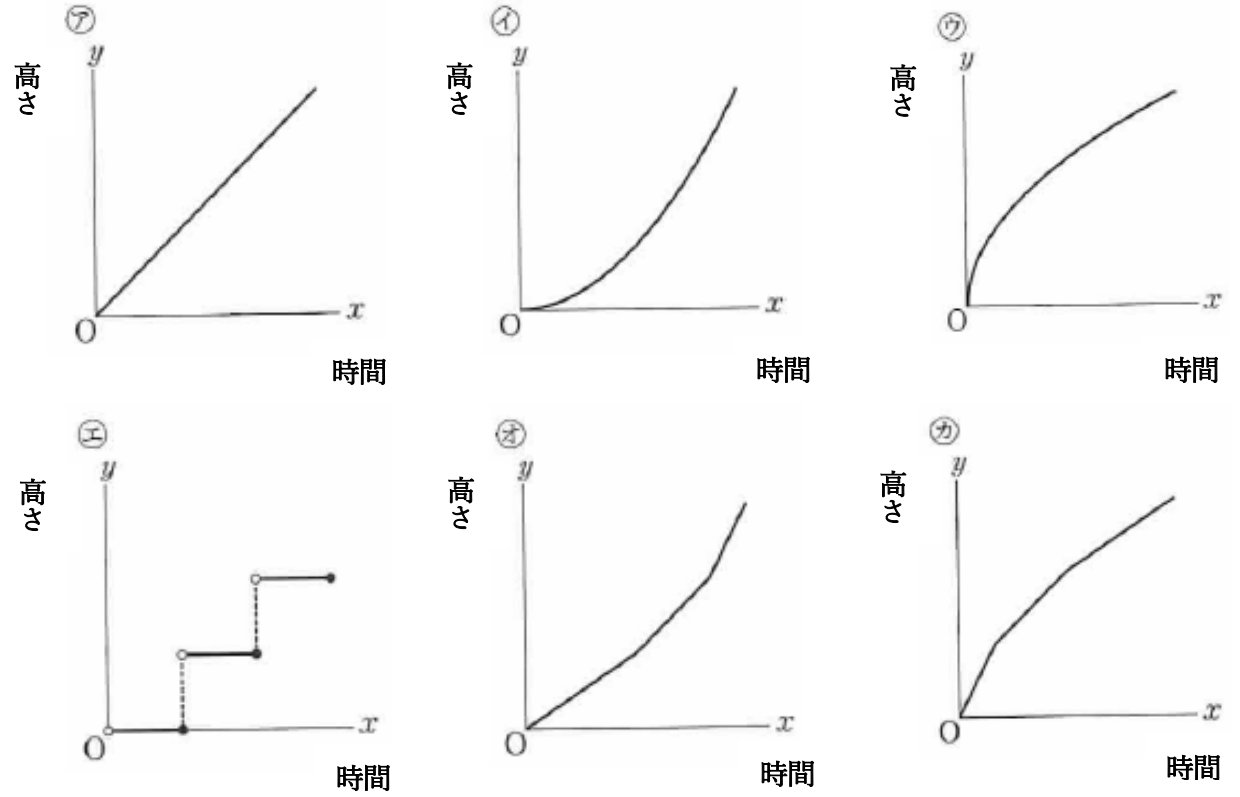 ㋐ ㋑ ㋒
y y y
高さ 高さ 高さ
O x O x O x
時間 時間 時間
㋓ ㋔ ㋕
y y y
高さ 高さ 高さ
O x O x O x
時間 時間 時間